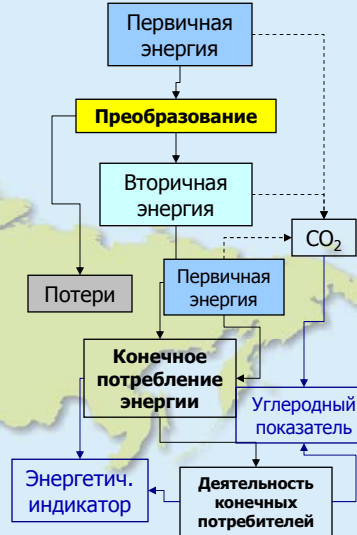 Первичная
энергия
Преобразование
Вторичная
энергия
CO₂
Потери
Первичная
энергия
Конечное
потребление
энергии
Углеродный
показатель
Энергетич.
индикатор
Деятельность
конечных
потребителей